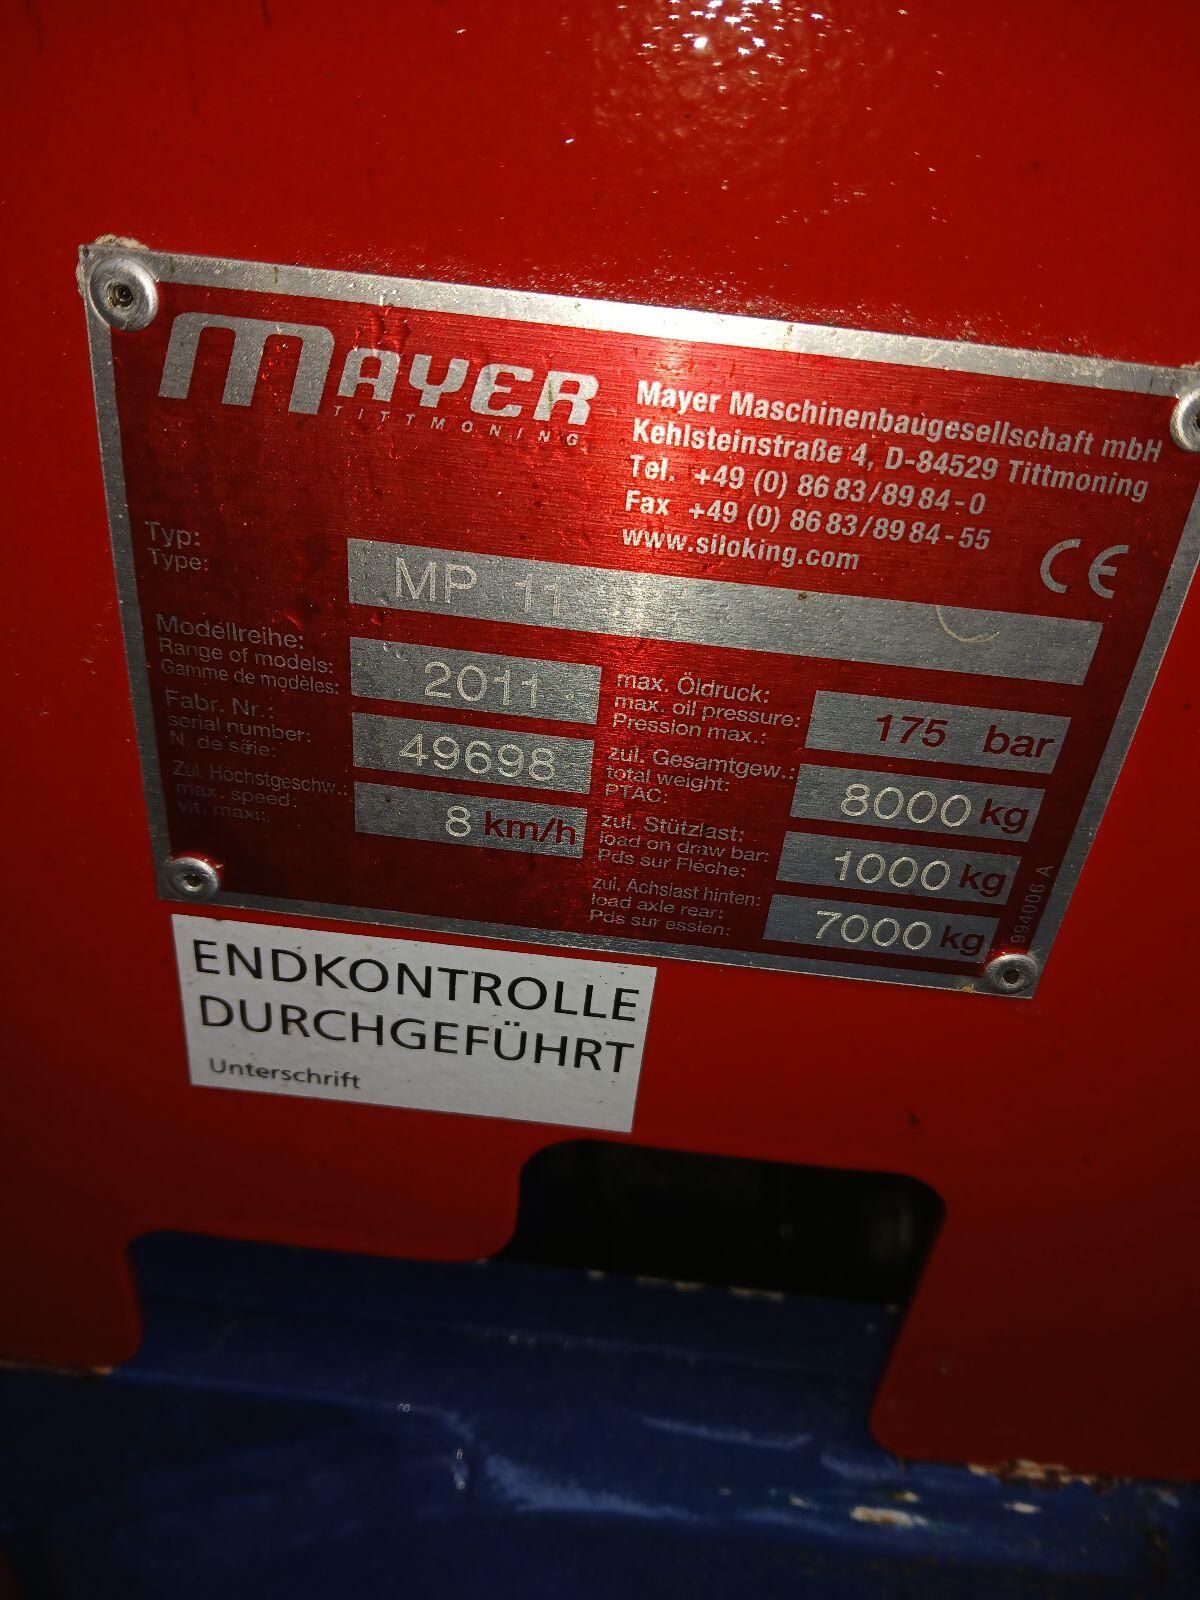 MAYER
TITTMONING
Mayer Maschinenbaugesellschaft mbH
Kehlsteinstraße 4, D-84529 Tittmoning
Tel. +49 (0) 86 83/89 84-0
Fax +49 (0) 86 83/89 84-55
www.siloking.com
CE
Typ:
Type:
MP 11
Modellreihe:
Range of models:
Gamme de modèles:
2011
Fabr. Nr.:
serial number:
N. de série:
49698
Zul. Höchstgeschw.:
max. speed:
vit. maxi:
8 km/h
max. Öldruck:
max. oil pressure:
Pression max.:
175 bar
zul. Gesamtgew.:
total weight:
PTAC:
8000 kg
zul. Stützlast:
load on draw bar:
Pds sur Fléche:
1000 kg
zul. Achslast hinten:
load axle rear:
Pds sur essien:
7000 kg
994006 A
ENDKONTROLLE
DURCHGEFÜHRT
Unterschrift